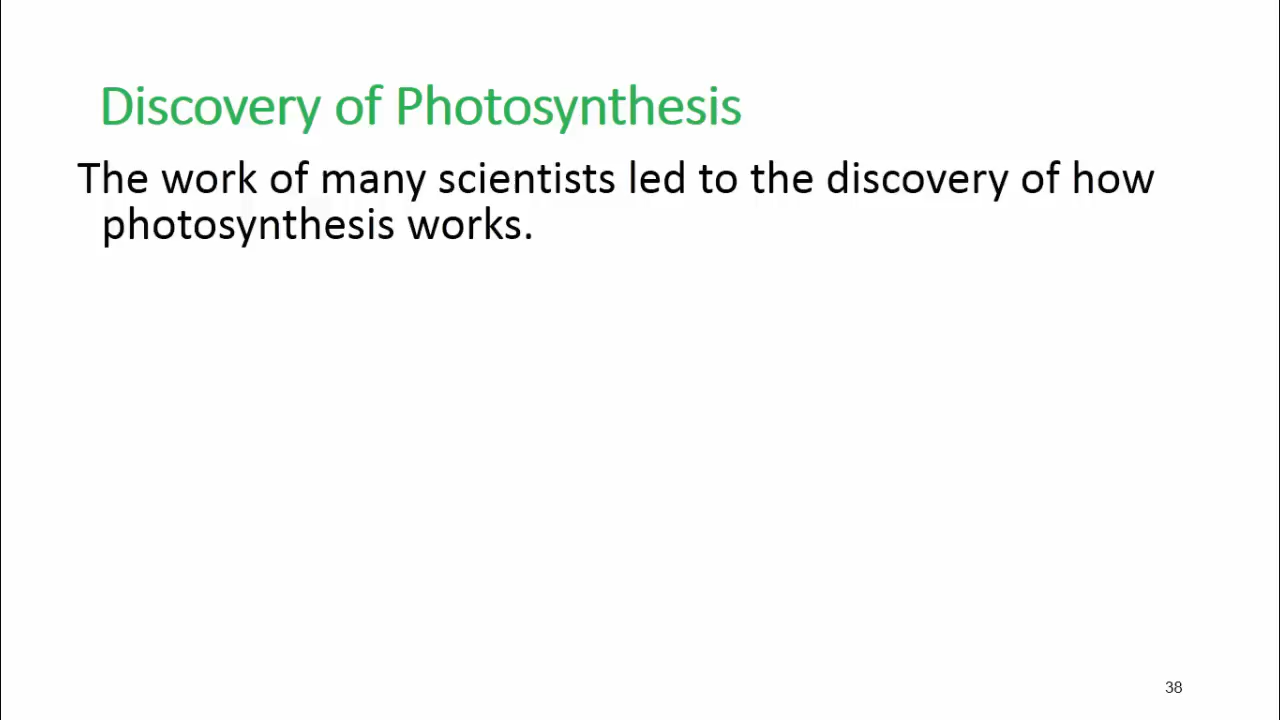 Discovery of Photosynthesis
The work of many scientists led to the discovery of how
photosynthesis works.
38